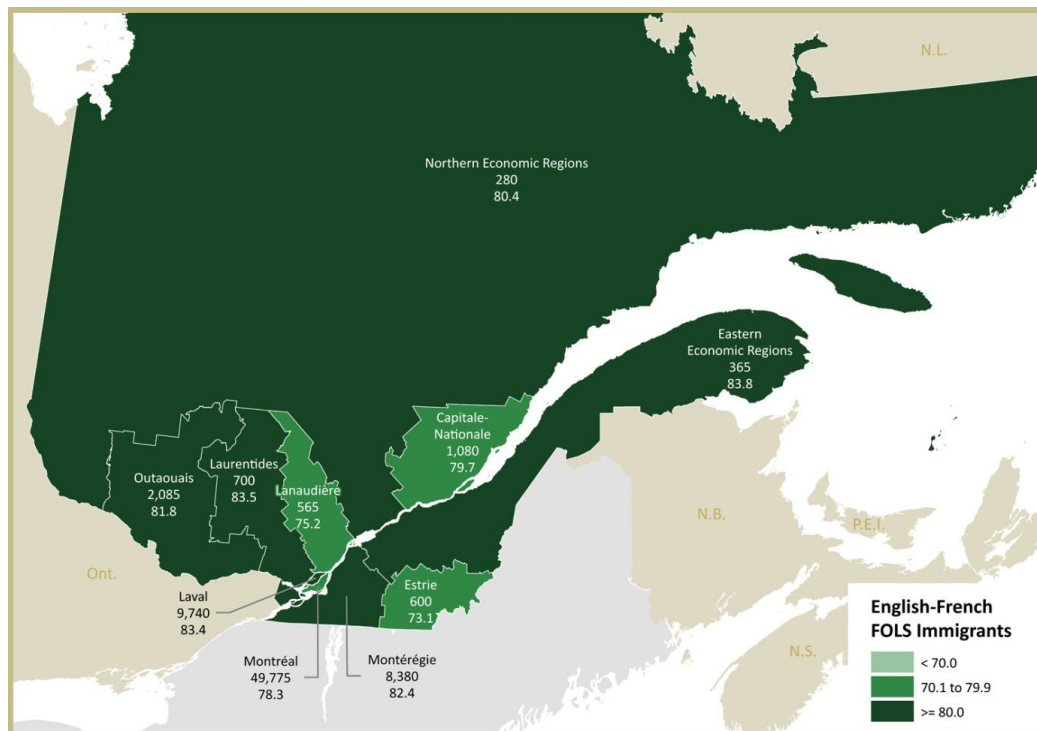 N.L.
Northern Economic Regions
280
80.4
Eastern
Economic Regions
365
83.8
Capitale-
Nationale
1,080
79.7
Laurentides
700
83.5
Outaouais
2,085
81.8
Lanaudière
565
75.2
N.B.
P.E.I.
Ont.
Estrie
600
73.1
Laval
9,740
83.4
Montréal
49,775
78.3
Montérégie
8,380
82.4
N.S.
English-French
FOLS Immigrants
< 70.0
70.1 to 79.9
>= 80.0